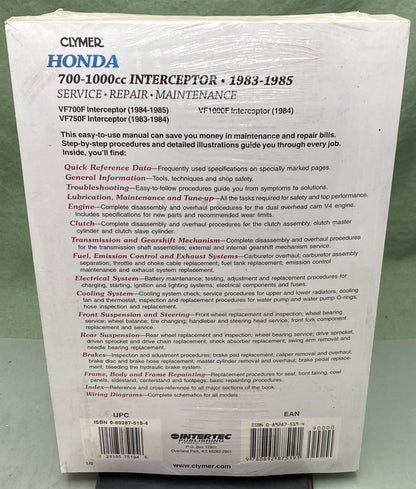 CLYMER
HONDA
700-1000cc INTERCEPTOR • 1983-1985
SERVICE • REPAIR • MAINTENANCE
VF700F Interceptor (1984-1985) VF1000F Interceptor (1984)
VF750F Interceptor (1983-1984)
This easy-to-use manual can save you money in maintenance and repair bills.
Step-by-step procedures and detailed illustrations guide you through every job.
Inside, you'll find:
Quick Reference Data—Frequently used specifications on specially marked pages.
General Information—Tools, techniques and shop safety.
Troubleshooting—Easy-to-follow procedures guide you from symptoms to solutions.
Lubrication, Maintenance and Tune-up—All the tasks required for safety and top performance.
Engine—Complete disassembly and overhaul procedures for the dual overhead cam V4 engine.
Includes specifications for new parts and recommended wear limits.
Clutch—Complete disassembly and overhaul procedures for the clutch assembly, clutch master
cylinder and clutch slave cylinder.
Transmission and Gearshift Mechanism—Complete disassembly and overhaul procedures
for the transmission shaft assemblies; external and internal gearshift mechanism service.
Fuel, Emission Control and Exhaust Systems—Carburetor overhaul, carburetor assembly
separation, throttle and choke cable replacement; fuel tank replacement; emission control
maintenance and exhaust system replacement.
Electrical System—Battery maintenance; testing, adjustment and replacement procedures for
charging, starting, ignition and lighting systems; electrical components and fuses.
Cooling System—Cooling system check; service procedures for upper and lower radiators, cooling
fan and thermostat; inspection and replacement procedures for water pump and water pump O-rings;
hose inspection and replacement.
Front Suspension and Steering—Front wheel replacement and inspection; wheel bearing
service; wheel balance; tire changing; handlebar and steering head service; front fork component
replacement and service.
Rear Suspension—Rear wheel replacement and inspection; wheel bearing service; drive sprocket,
driven sprocket and drive chain replacement; shock absorber replacement; swing arm removal and
needle bearing replacement.
Brakes—Inspection and adjustment procedures; brake pad replacement; caliper removal and overhaul;
brake disc and brake hose replacement; master cylinder removal and overhaul; brake pedal replace-
ment; bleeding the hydraulic brake system.
Frame, Body and Frame Repainting—Replacement procedures for seat, front fairing, cowl
panels, sidestand, centerstand and footpegs; basic repainting procedures.
Index—Reference and cross-reference to all major sections of the book.
Wiring Diagrams—Complete schematics for all models.
UPC EAN
ISBN 0-89287-519-4
ISBN 0-89287-519-4
90000
INTERTEC
PUBLISHING
P.O. Box 12901
Overland Park, KS 66282-2901
www.clymer.com